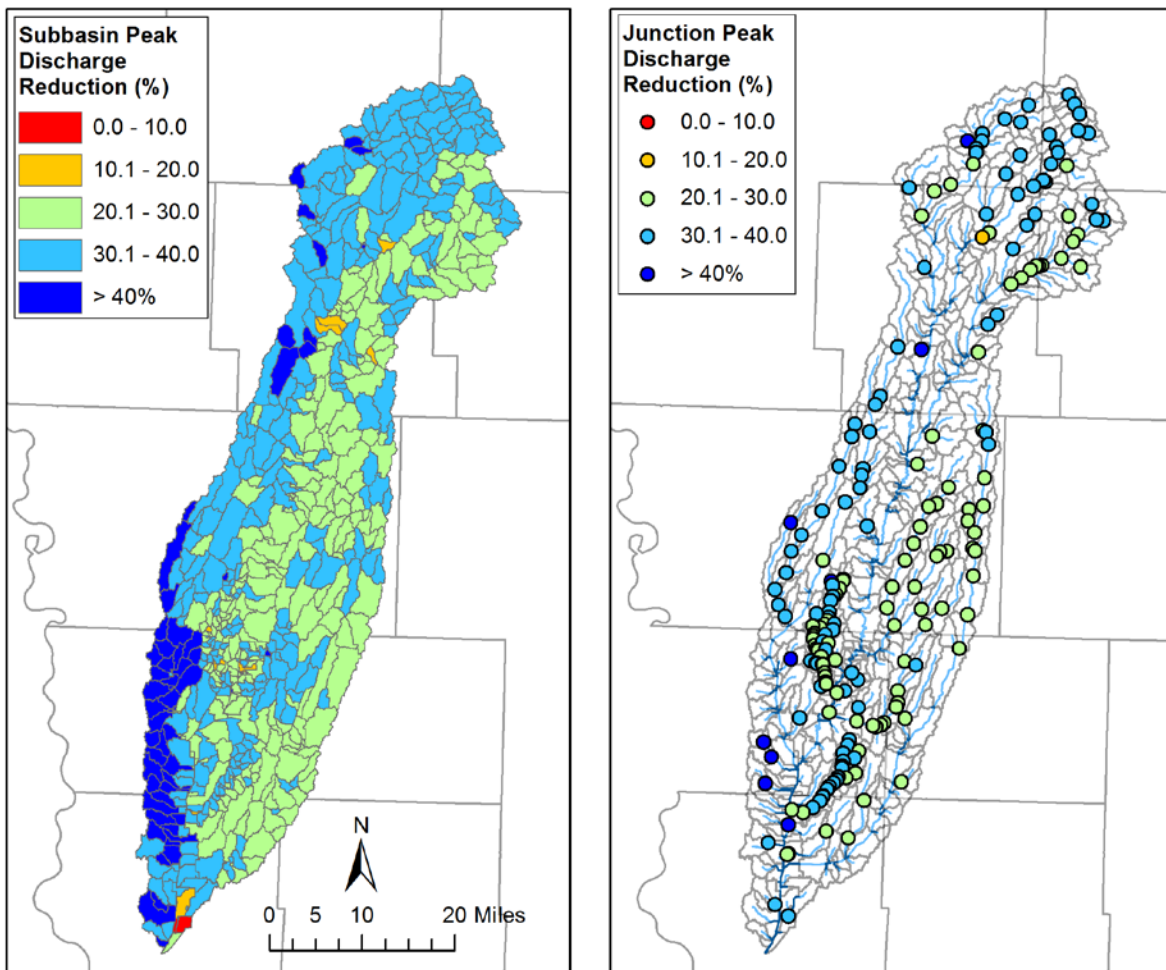 Subbasin Peak
Discharge
Reduction (%)
0.0 - 10.0
10.1 - 20.0
20.1 - 30.0
30.1 - 40.0
> 40%
N
0 5 10 20 Miles
Junction Peak
Discharge
Reduction (%)
0.0 - 10.0
10.1 - 20.0
20.1 - 30.0
30.1 - 40.0
> 40%